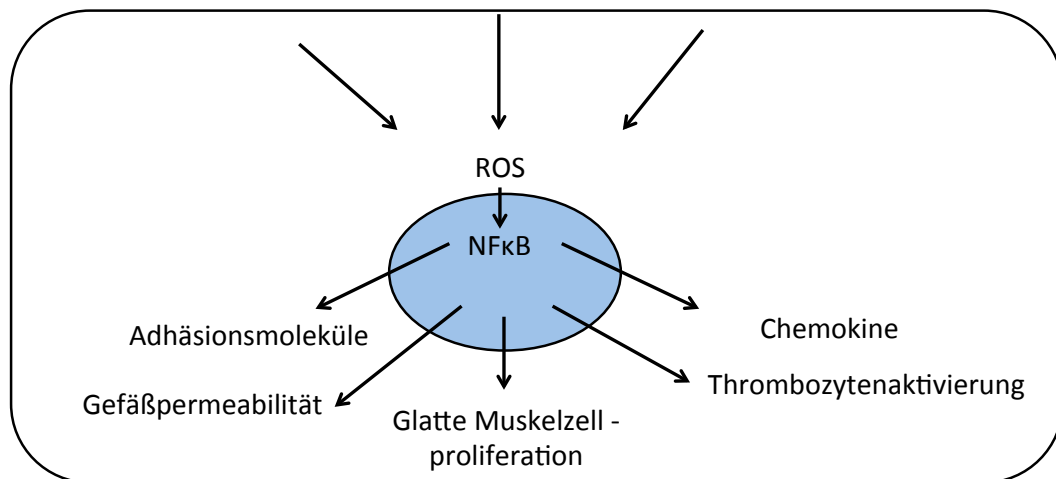 ROS
NFκB
Adhäsionsmoleküle
Chemokine
Gefäßpermeabilität
Thrombozytenaktivierung
Glatte Muskelzell -
proliferation